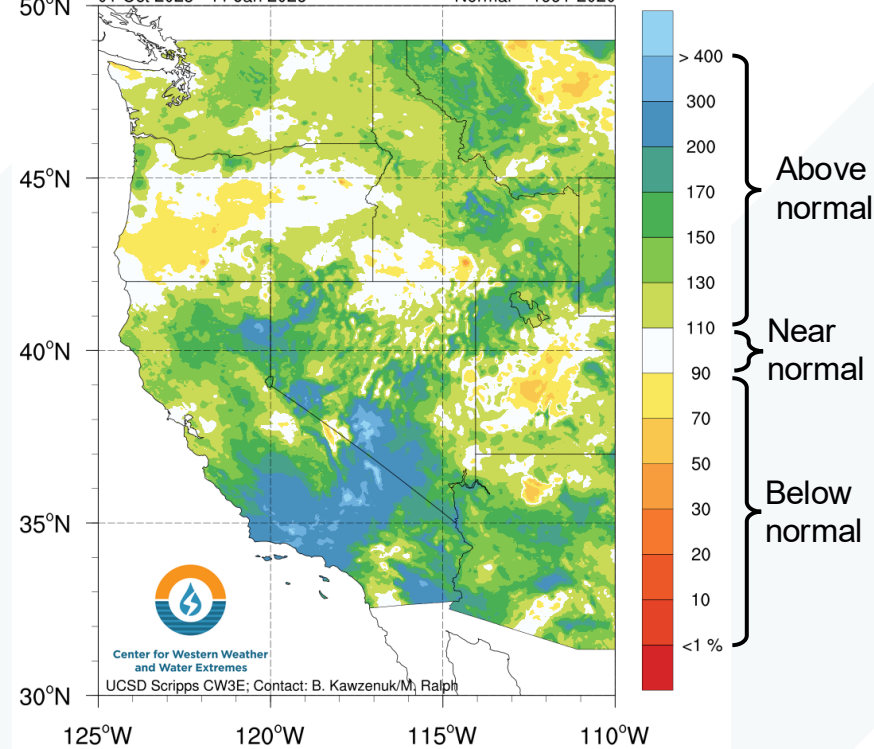 50°N
45°N
40°N
35°N
30°N
125°W
120°W
115°W
110°W
> 400
300
200
170
150
130
110
90
70
50
30
20
10
<1 %
Above
normal
Near
normal
Below
normal
Center for Western Weather
and Water Extremes
UCSD Scripps CW3E; Contact: B. Kawzenuk/M. Ralph